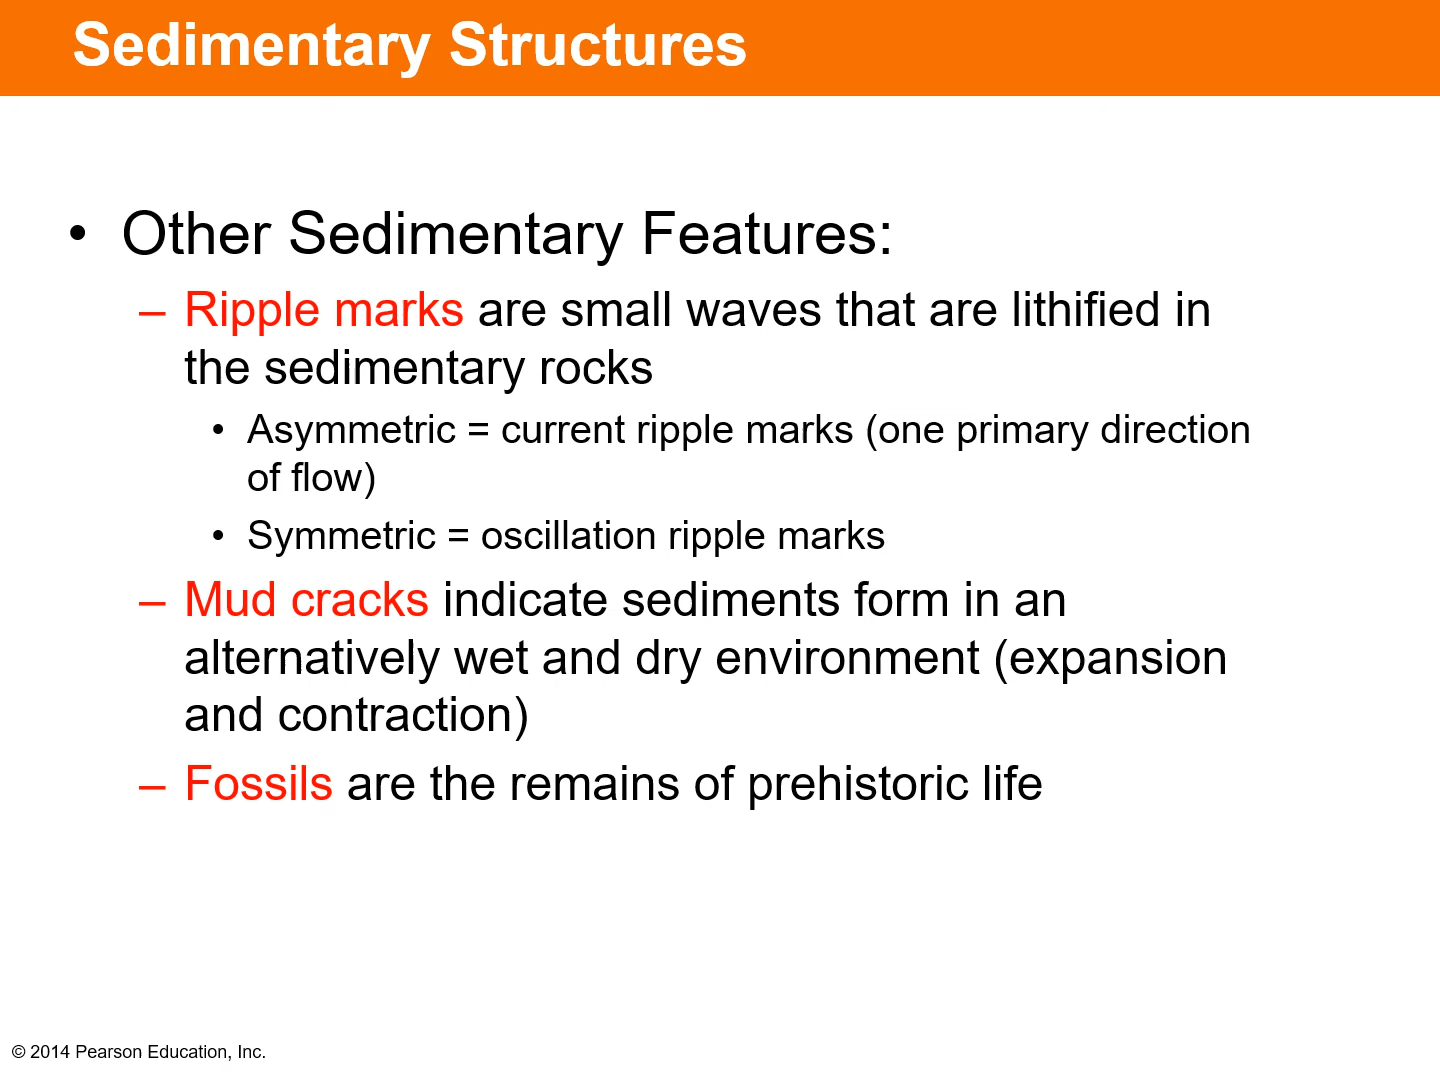 Sedimentary Structures
• Other Sedimentary Features:
– Ripple marks are small waves that are lithified in
the sedimentary rocks
• Asymmetric = current ripple marks (one primary direction
of flow)
• Symmetric = oscillation ripple marks
– Mud cracks indicate sediments form in an
alternatively wet and dry environment (expansion
and contraction)
– Fossils are the remains of prehistoric life
© 2014 Pearson Education, Inc.